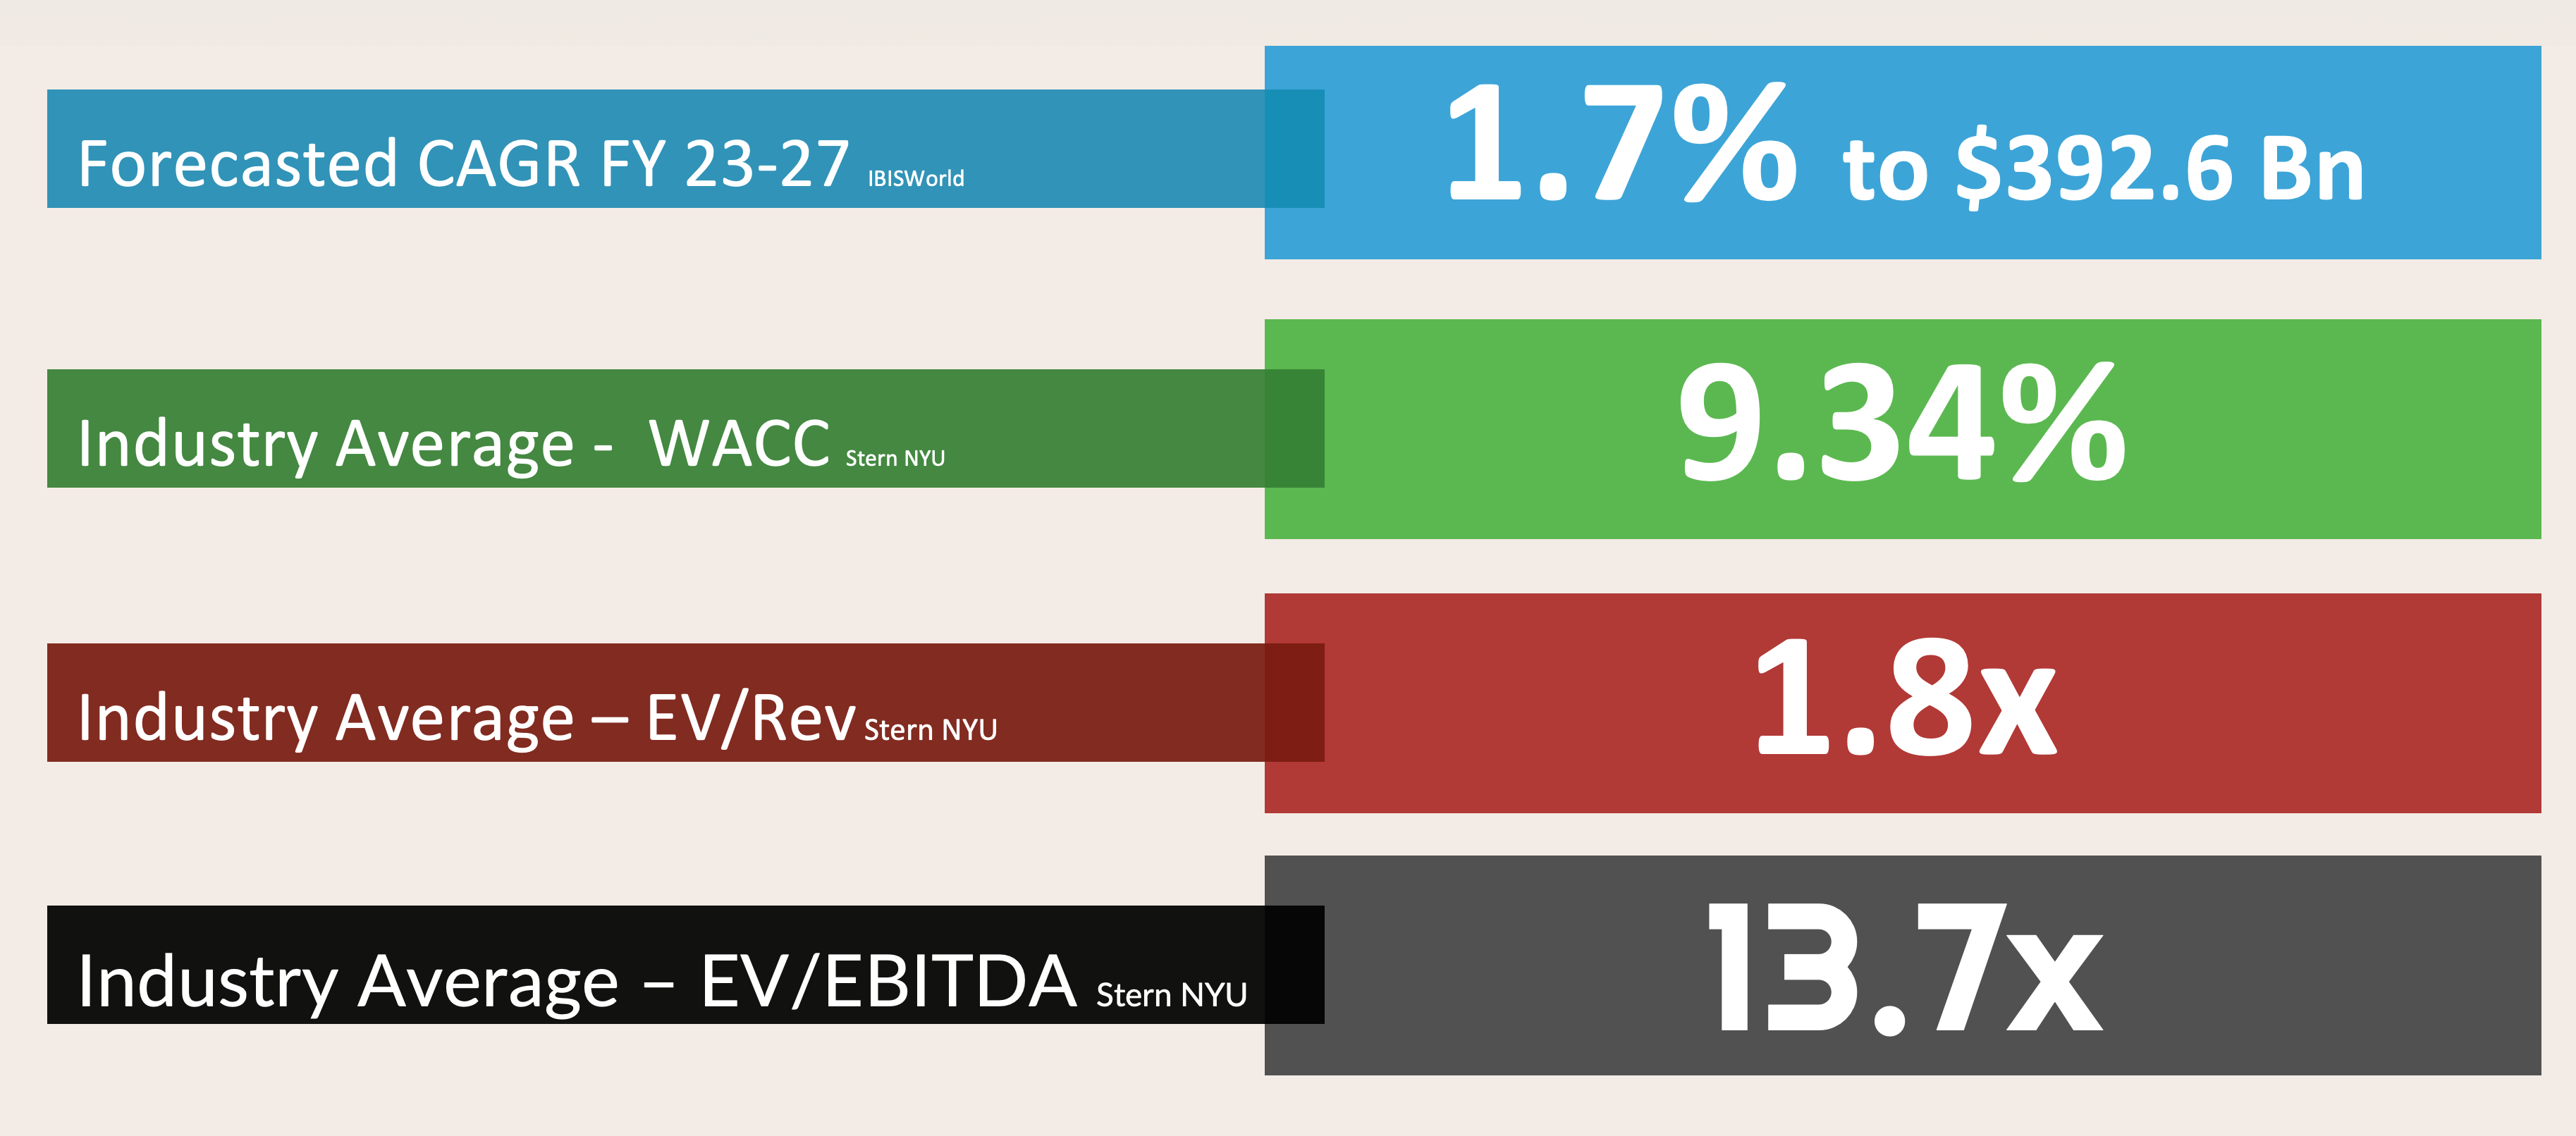 Forecasted CAGR FY 23-27 IBISWorld
1.7% to $392.6 Bn
Industry Average -  WACC Stern NYU
9.34%
Industry Average – EV/Rev Stern NYU
1.8x
Industry Average – EV/EBITDA Stern NYU
13.7x